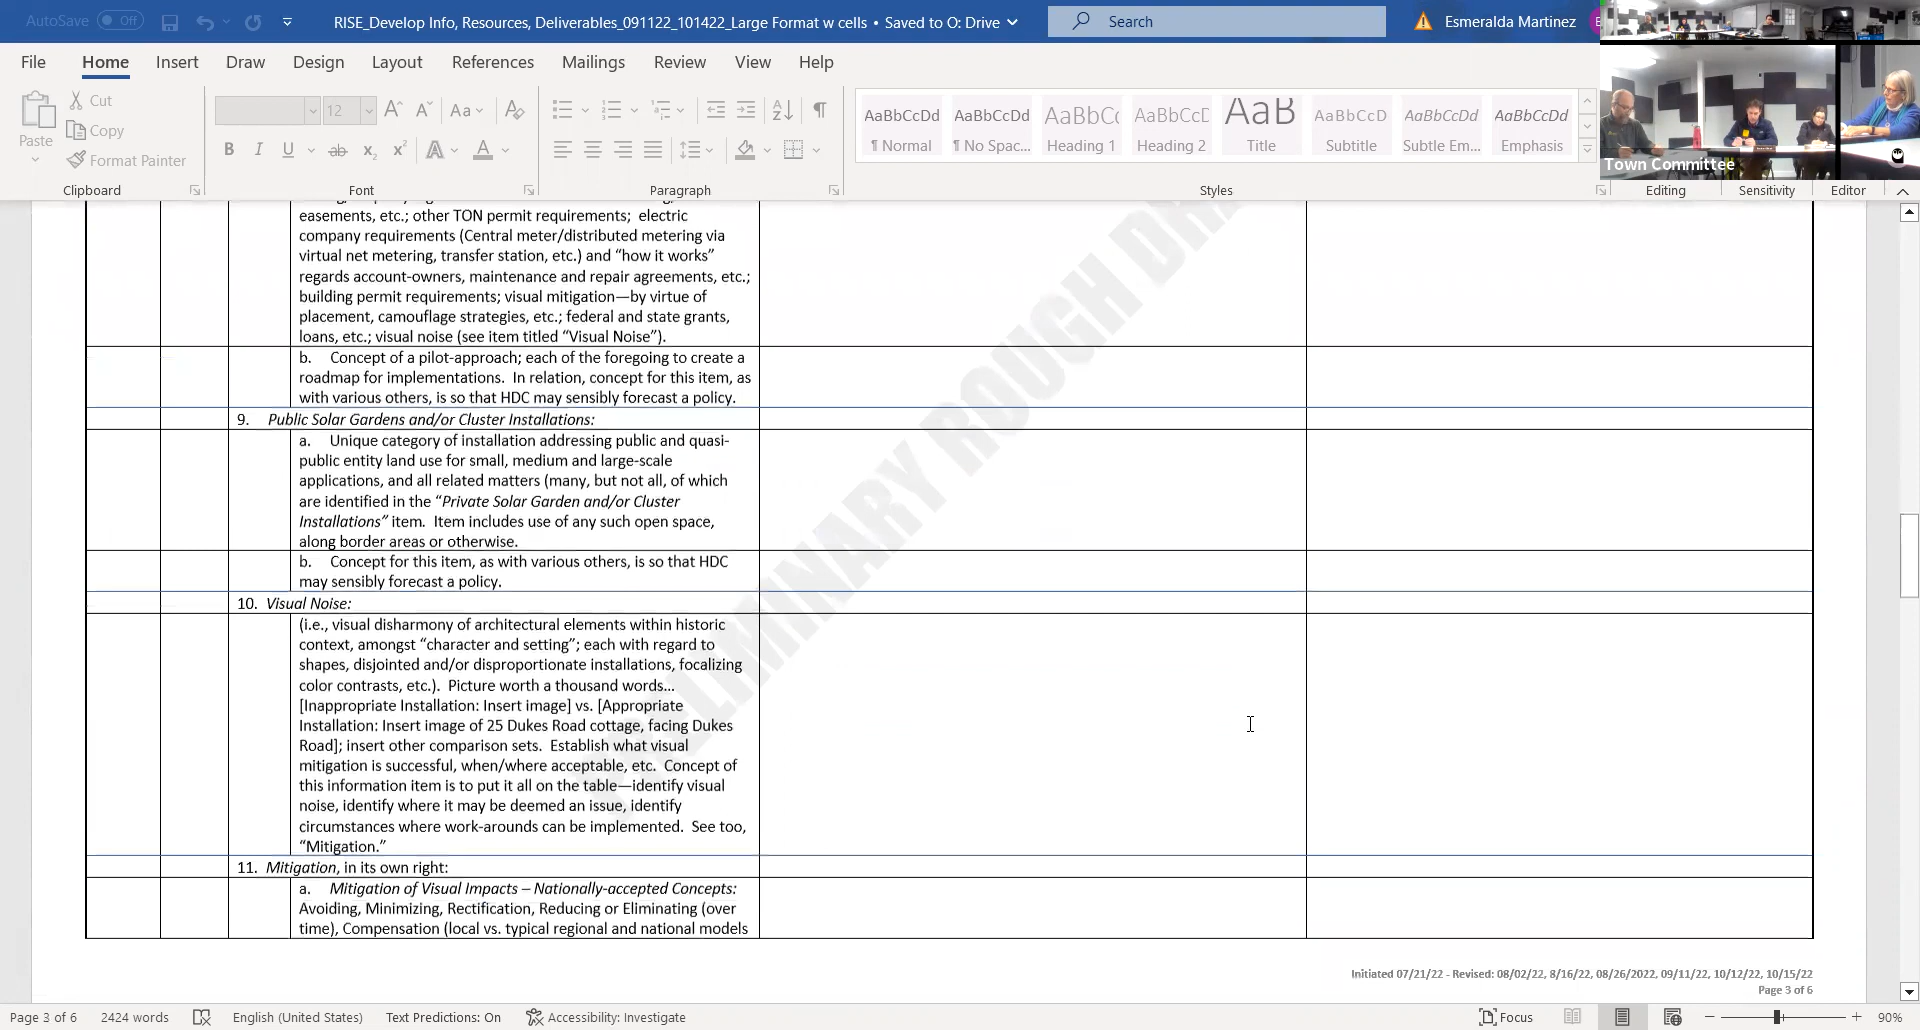 AutoSave Off
RISE_Develop Info, Resources, Deliverables_091122_101422_Large Format w cells • Saved to O: Drive
Search
Esmeralda Martinez
File Home Insert Draw Design Layout References Mailings Review View Help
Paste
Cut
Copy
Format Painter
12
Aa
B I U ab x₂ x² A A
AaBbCcDd AaBbCcDd AaBbCc AaBbCcD AaB AaBbCcD AaBbCcDd AaBbCcDd
¶ Normal ¶ No Spac... Heading 1 Heading 2 Title Subtitle Subtle Em... Emphasis
Town Committee
Clipboard Font Paragraph Styles Editing Sensitivity Editor
easements, etc.; other TON permit requirements;  electric
company requirements (Central meter/distributed metering via
virtual net metering, transfer station, etc.) and “how it works”
regards account-owners, maintenance and repair agreements, etc.;
building permit requirements; visual mitigation—by virtue of
placement, camouflage strategies, etc.; federal and state grants,
loans, etc.; visual noise (see item titled “Visual Noise”).
b. Concept of a pilot-approach; each of the foregoing to create a
roadmap for implementations.  In relation, concept for this item, as
with various others, is so that HDC may sensibly forecast a policy.
9. Public Solar Gardens and/or Cluster Installations:
a. Unique category of installation addressing public and quasi-
public entity land use for small, medium and large-scale
applications, and all related matters (many, but not all, of which
are identified in the “Private Solar Garden and/or Cluster
Installations” item.  Item includes use of any such open space,
along border areas or otherwise.
b. Concept for this item, as with various others, is so that HDC
may sensibly forecast a policy.
10. Visual Noise:
(i.e., visual disharmony of architectural elements within historic
context, amongst “character and setting”; each with regard to
shapes, disjointed and/or disproportionate installations, focalizing
color contrasts, etc.).  Picture worth a thousand words...
[Inappropriate Installation: Insert image] vs. [Appropriate
Installation: Insert image of 25 Dukes Road cottage, facing Dukes
Road]; insert other comparison sets.  Establish what visual
mitigation is successful, when/where acceptable, etc.  Concept of
this information item is to put it all on the table—identify visual
noise, identify where it may be deemed an issue, identify
circumstances where work-arounds can be implemented.  See too,
“Mitigation.”
11. Mitigation, in its own right:
a. Mitigation of Visual Impacts – Nationally-accepted Concepts:
Avoiding, Minimizing, Rectification, Reducing or Eliminating (over
time), Compensation (local vs. typical regional and national models
ROUGH
Initiated 07/21/22 - Revised: 08/02/22, 8/16/22, 08/26/2022, 09/11/22, 10/12/22, 10/15/22
Page 3 of 6
Page 3 of 6 2424 words English (United States) Text Predictions: On Accessibility: Investigate Focus 90%